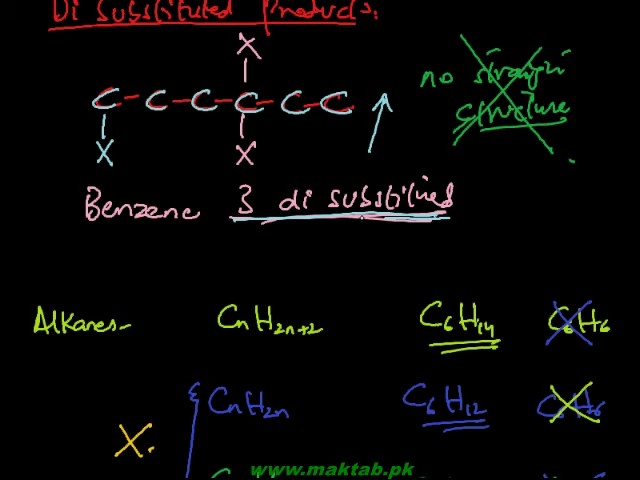 Di substituted Products.
X
C - C - C - C - C - C
X X
no straight
structure
Benzene 3 di substituted
Alkanes- CnH2n+2 C6H14 C6H6
CnH2n C6H12 C6H6
X.
www.maktab.pk